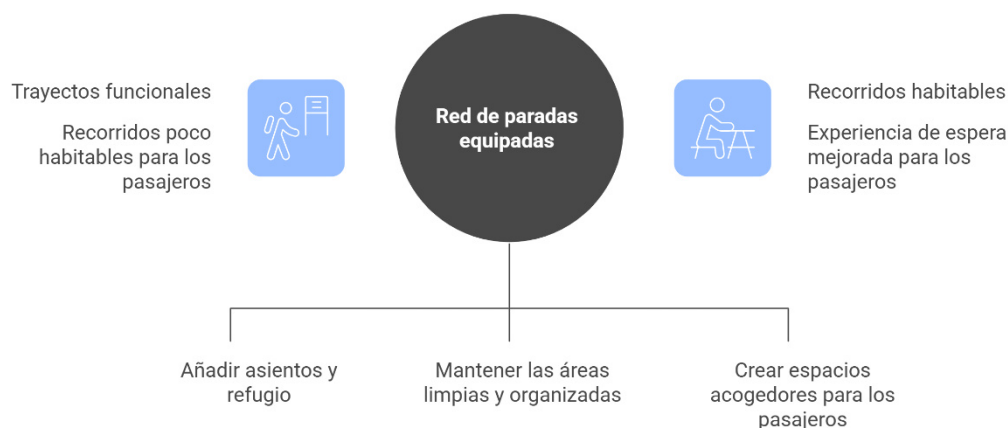 Trayectos funcionales
Recorridos poco
habitables para los
pasajeros
Red de paradas
equipadas
Recorridos habitables
Experiencia de espera
mejorada para los
pasajeros
Añadir asientos y
refugio
Mantener las áreas
limpias y organizadas
Crear espacios
acogedores para los
pasajeros